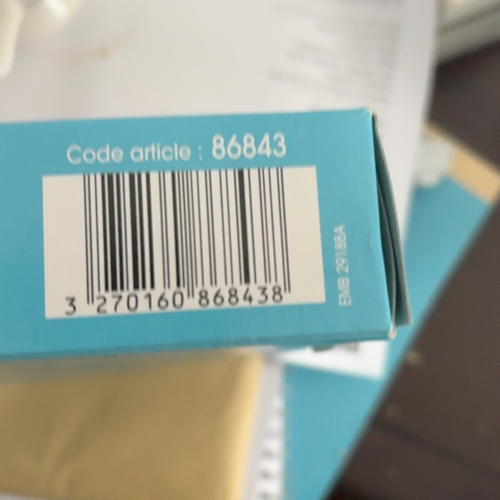 Code article : 86843
3 270160 868438
EMB 29188A